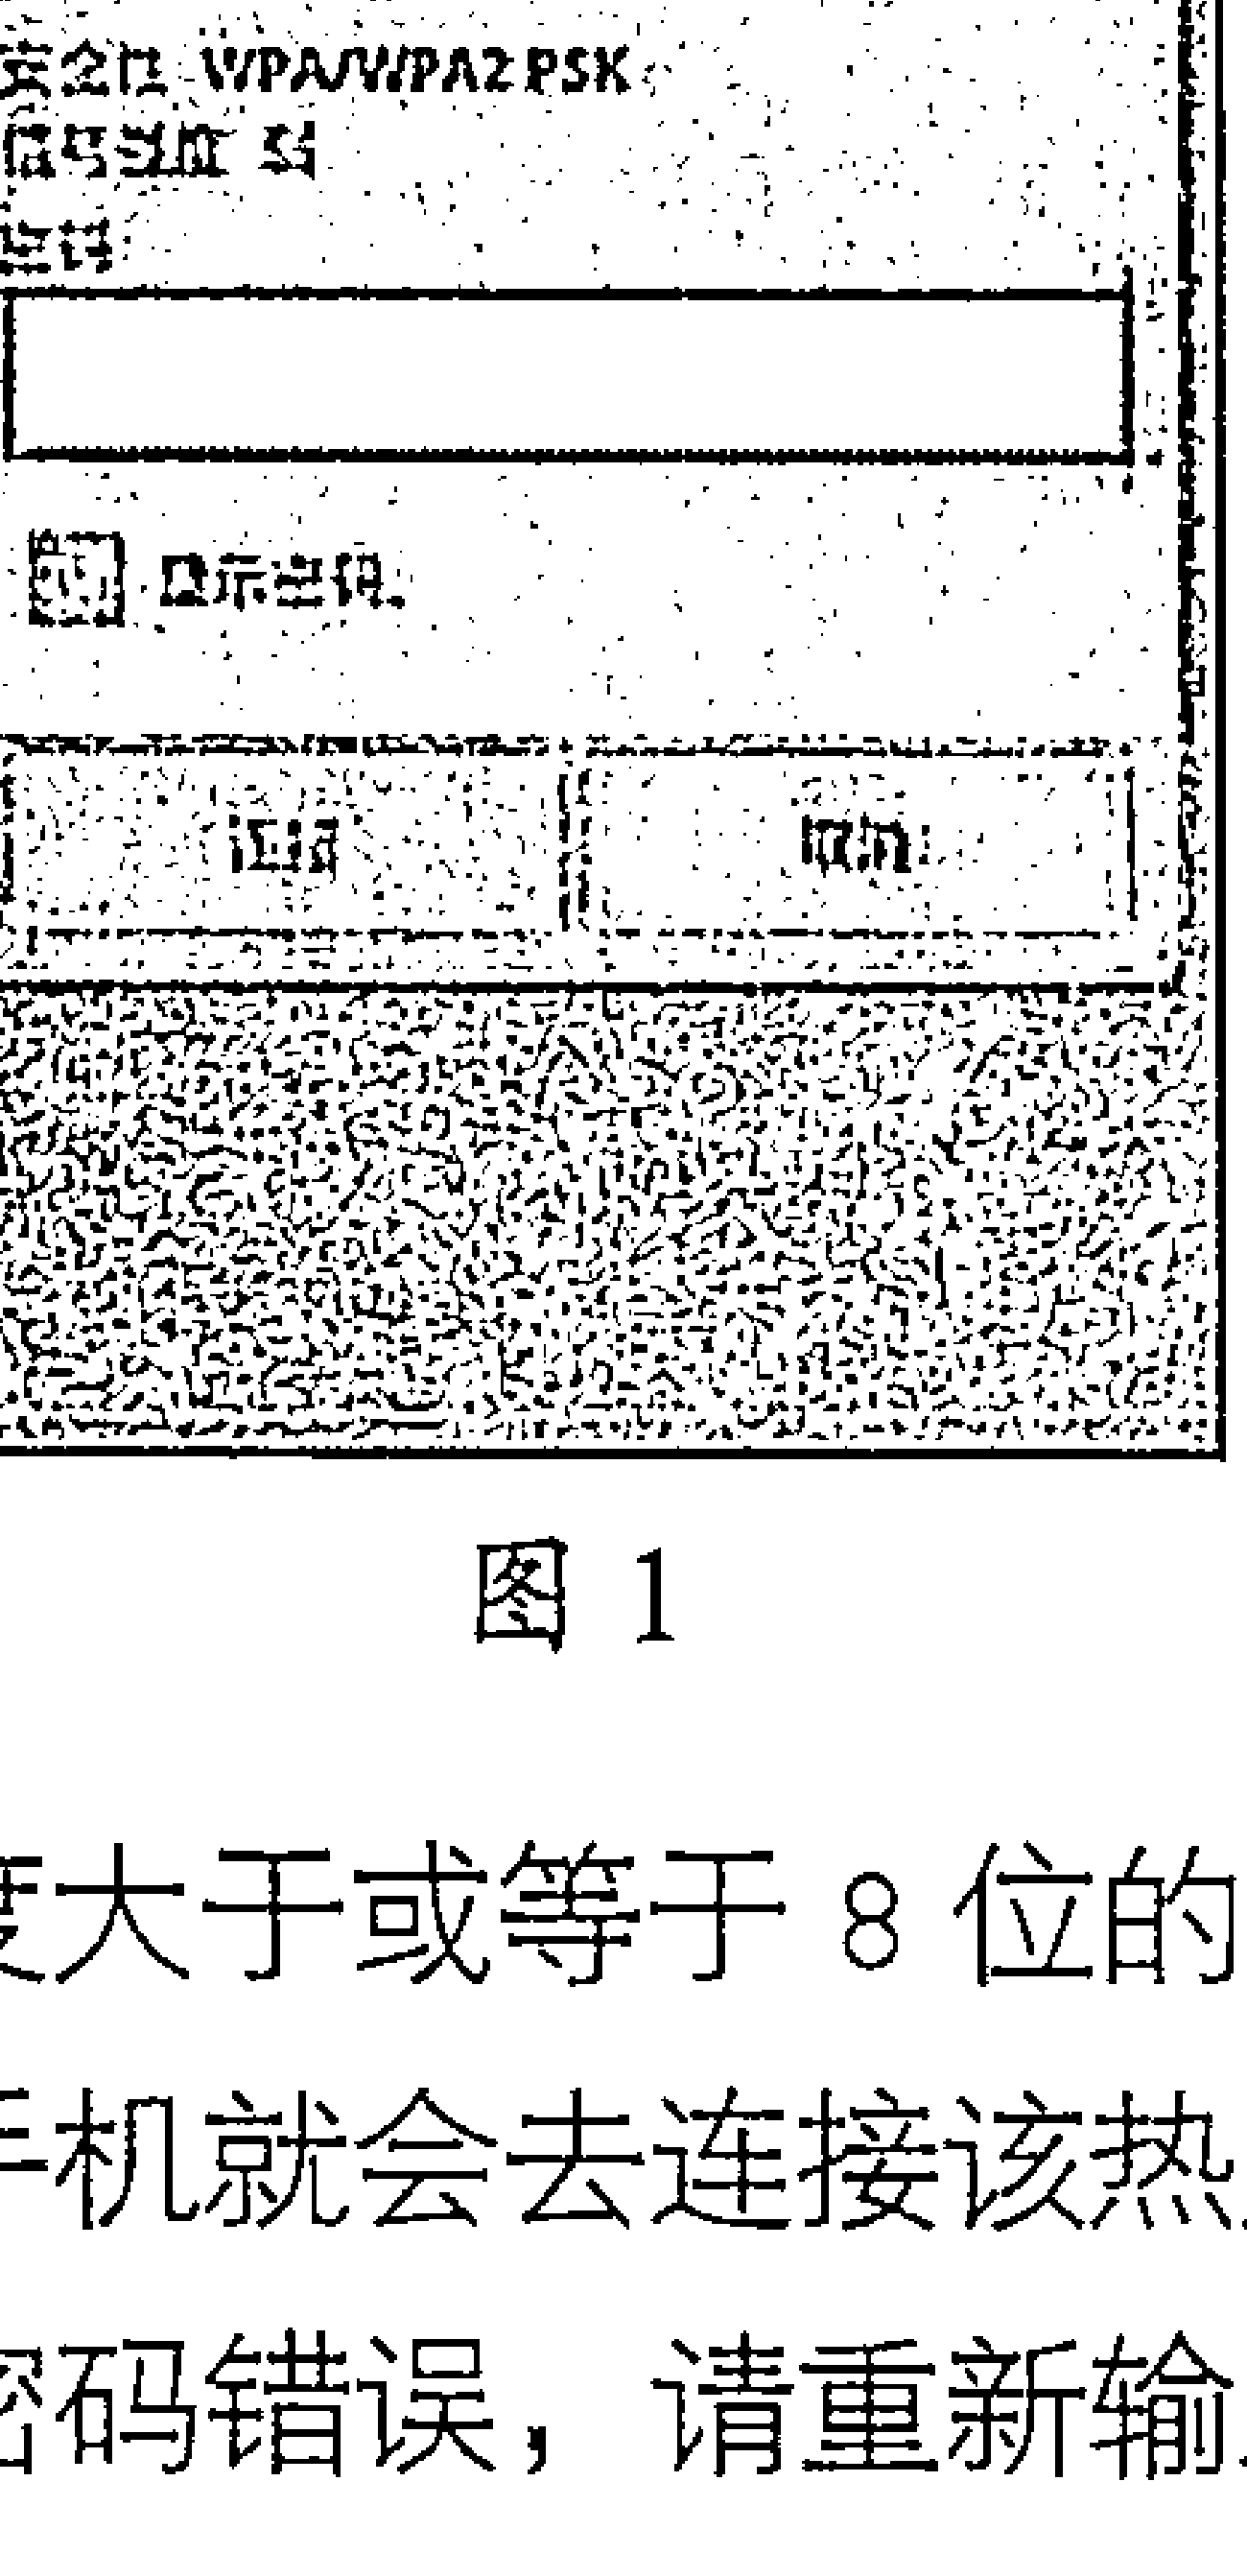 安全性 WPA/WPA2 PSK
信号强度 强
密码
显示密码。
连接
取消
图 1
度大于或等于 8 位的
手机就会去连接该热
密码错误，请重新输